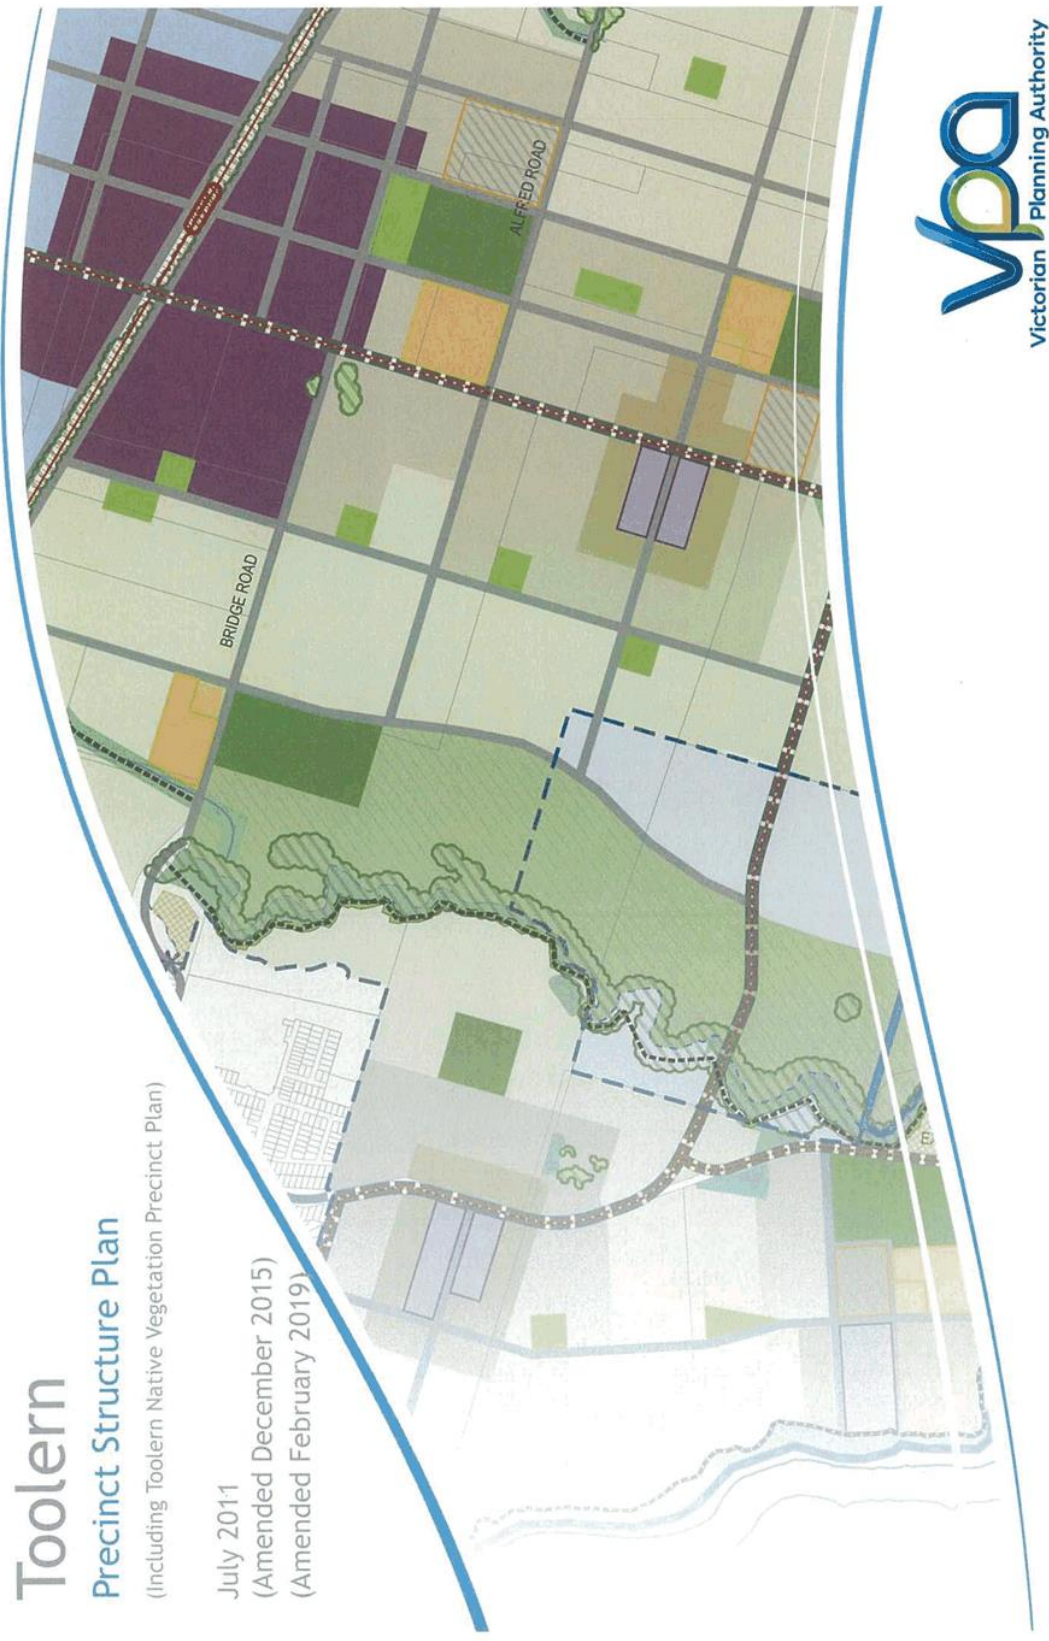 Toolern
Precinct Structure Plan
(Including Toolern Native Vegetation Precinct Plan)
July 2011
(Amended December 2015)
(Amended February 2019)
BRIDGE ROAD
ALFRED ROAD
vpa
Victorian Planning Authority